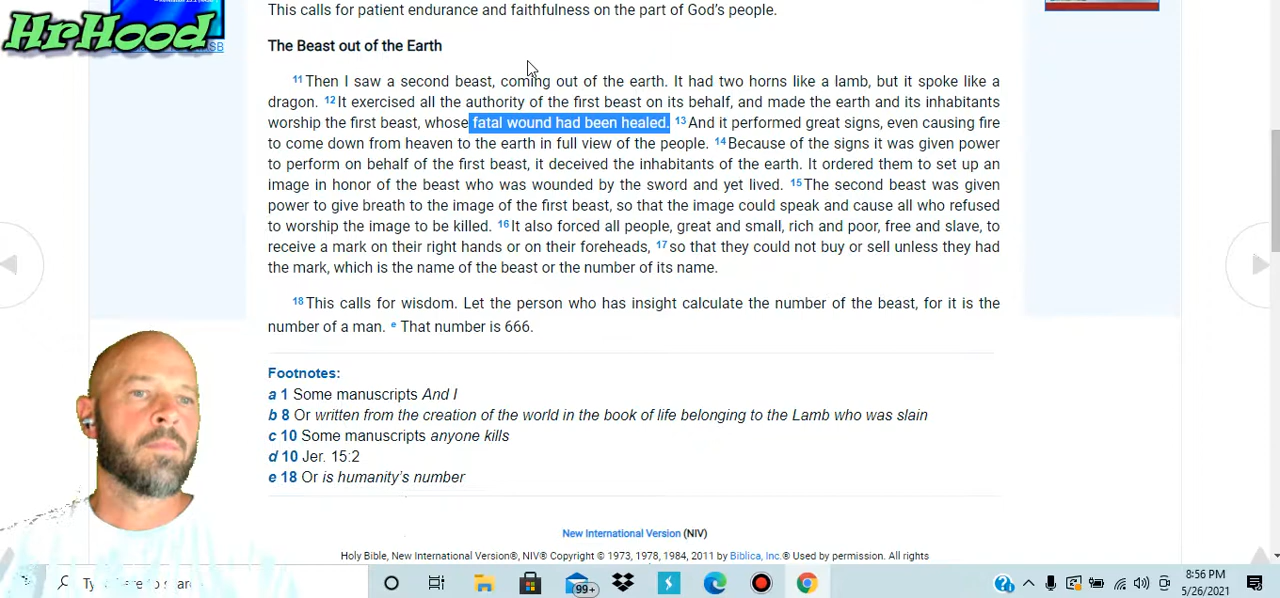 This calls for patient endurance and faithfulness on the part of God's people.
HrHood
SB
The Beast out of the Earth
11 Then I saw a second beast, coming out of the earth. It had two horns like a lamb, but it spoke like a
dragon. 12 It exercised all the authority of the first beast on its behalf, and made the earth and its inhabitants
worship the first beast, whose fatal wound had been healed. 13 And it performed great signs, even causing fire
to come down from heaven to the earth in full view of the people. 14 Because of the signs it was given power
to perform on behalf of the first beast, it deceived the inhabitants of the earth. It ordered them to set up an
image in honor of the beast who was wounded by the sword and yet lived. 15 The second beast was given
power to give breath to the image of the first beast, so that the image could speak and cause all who refused
to worship the image to be killed. 16 It also forced all people, great and small, rich and poor, free and slave, to
receive a mark on their right hands or on their foreheads, 17 so that they could not buy or sell unless they had
the mark, which is the name of the beast or the number of its name.
18 This calls for wisdom. Let the person who has insight calculate the number of the beast, for it is the
number of a man. e That number is 666.
Footnotes:
a 1 Some manuscripts And I
b 8 Or written from the creation of the world in the book of life belonging to the Lamb who was slain
c 10 Some manuscripts anyone kills
d 10 Jer. 15:2
e 18 Or is humanity's number
New International Version (NIV)
Holy Bible, New International Version®, NIV® Copyright © 1973, 1978, 1984, 2011 by Biblica, Inc.® Used by permission. All rights
99+
8:56 PM
5/26/2021